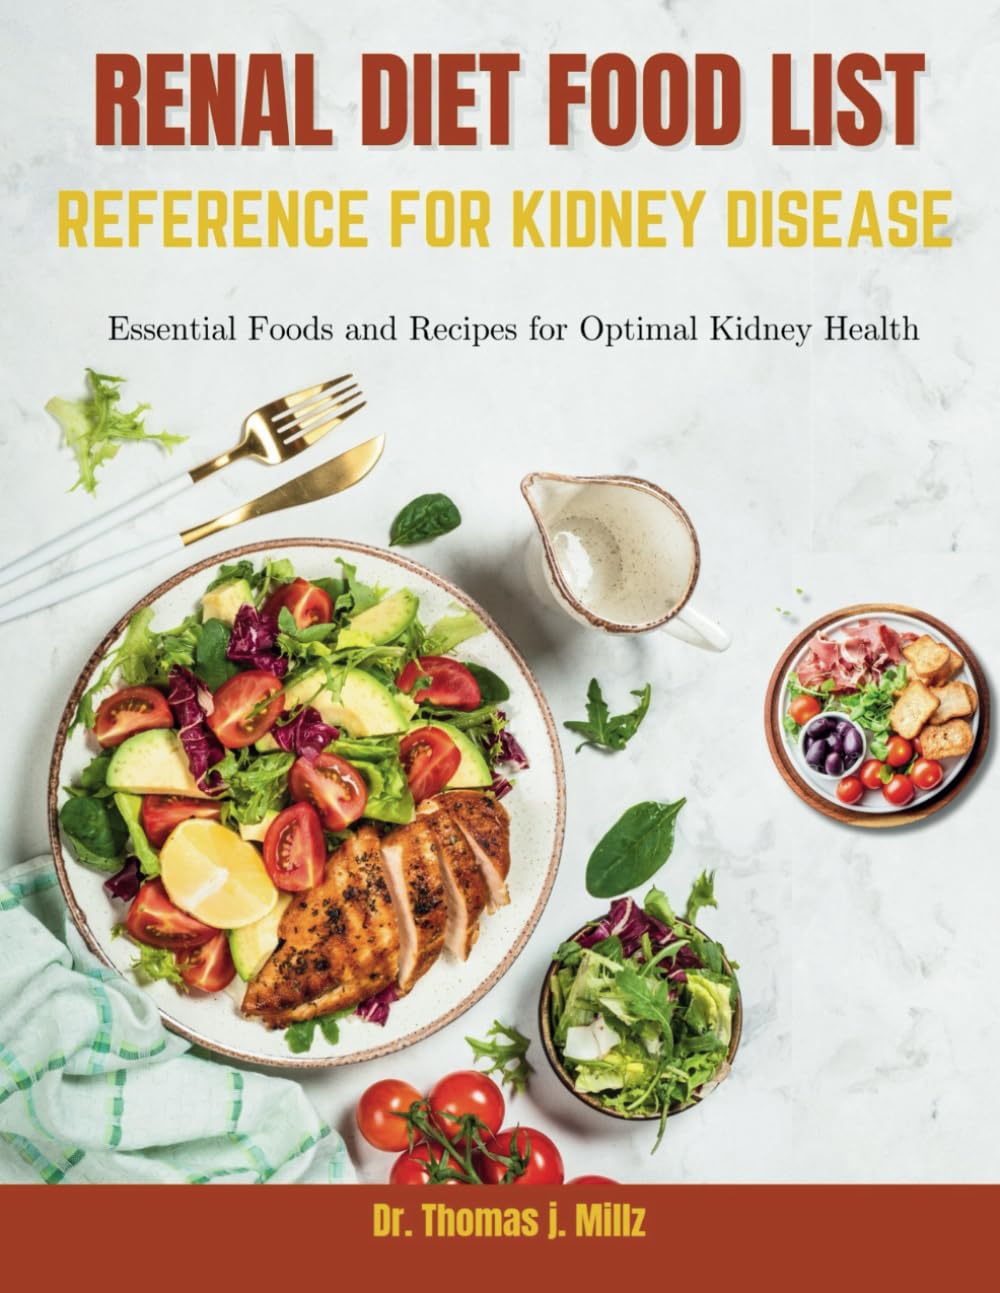 RENAL DIET FOOD LIST
REFERENCE FOR KIDNEY DISEASE
Essential Foods and Recipes for Optimal Kidney Health
Dr. Thomas j. Millz